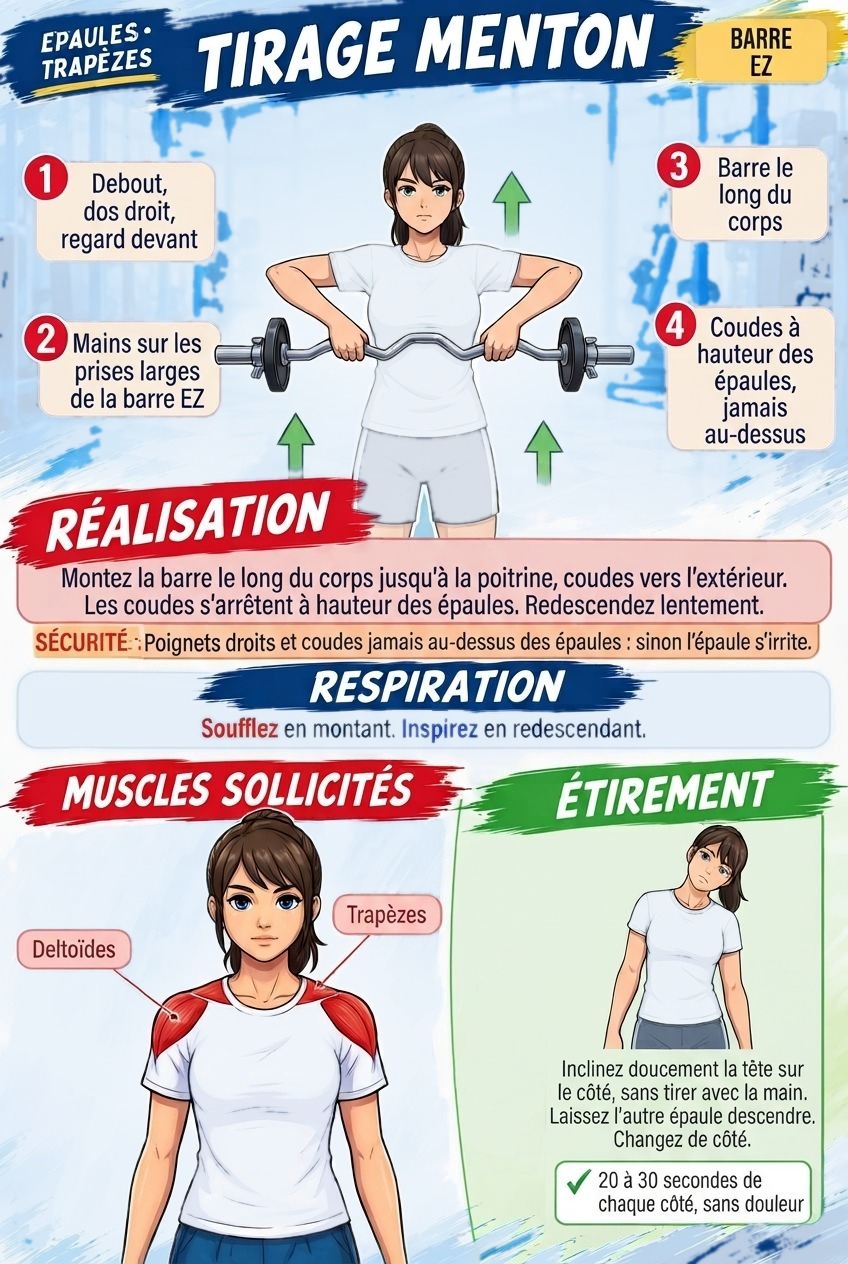 ÉPAULES •
TRAPÈZES
TIRAGE MENTON
BARRE
EZ
1
Debout,
dos droit,
regard devant
2
Mains sur les
prises larges
de la barre EZ
3
Barre le
long du
corps
4
Coudes à
hauteur des
épaules,
jamais
au-dessus
RÉALISATION
Montez la barre le long du corps jusqu'à la poitrine, coudes vers l'extérieur.
Les coudes s'arrêtent à hauteur des épaules. Redescendez lentement.
SÉCURITÉ : Poignets droits et coudes jamais au-dessus des épaules : sinon l'épaule s'irrite.
RESPIRATION
Soufflez en montant. Inspirez en redescendant.
MUSCLES SOLLICITÉS
Trapèzes
Deltoïdes
ÉTIREMENT
Inclinez doucement la tête sur
le côté, sans tirer avec la main.
Laissez l'autre épaule descendre.
Changez de côté.
20 à 30 secondes de
chaque côté, sans douleur